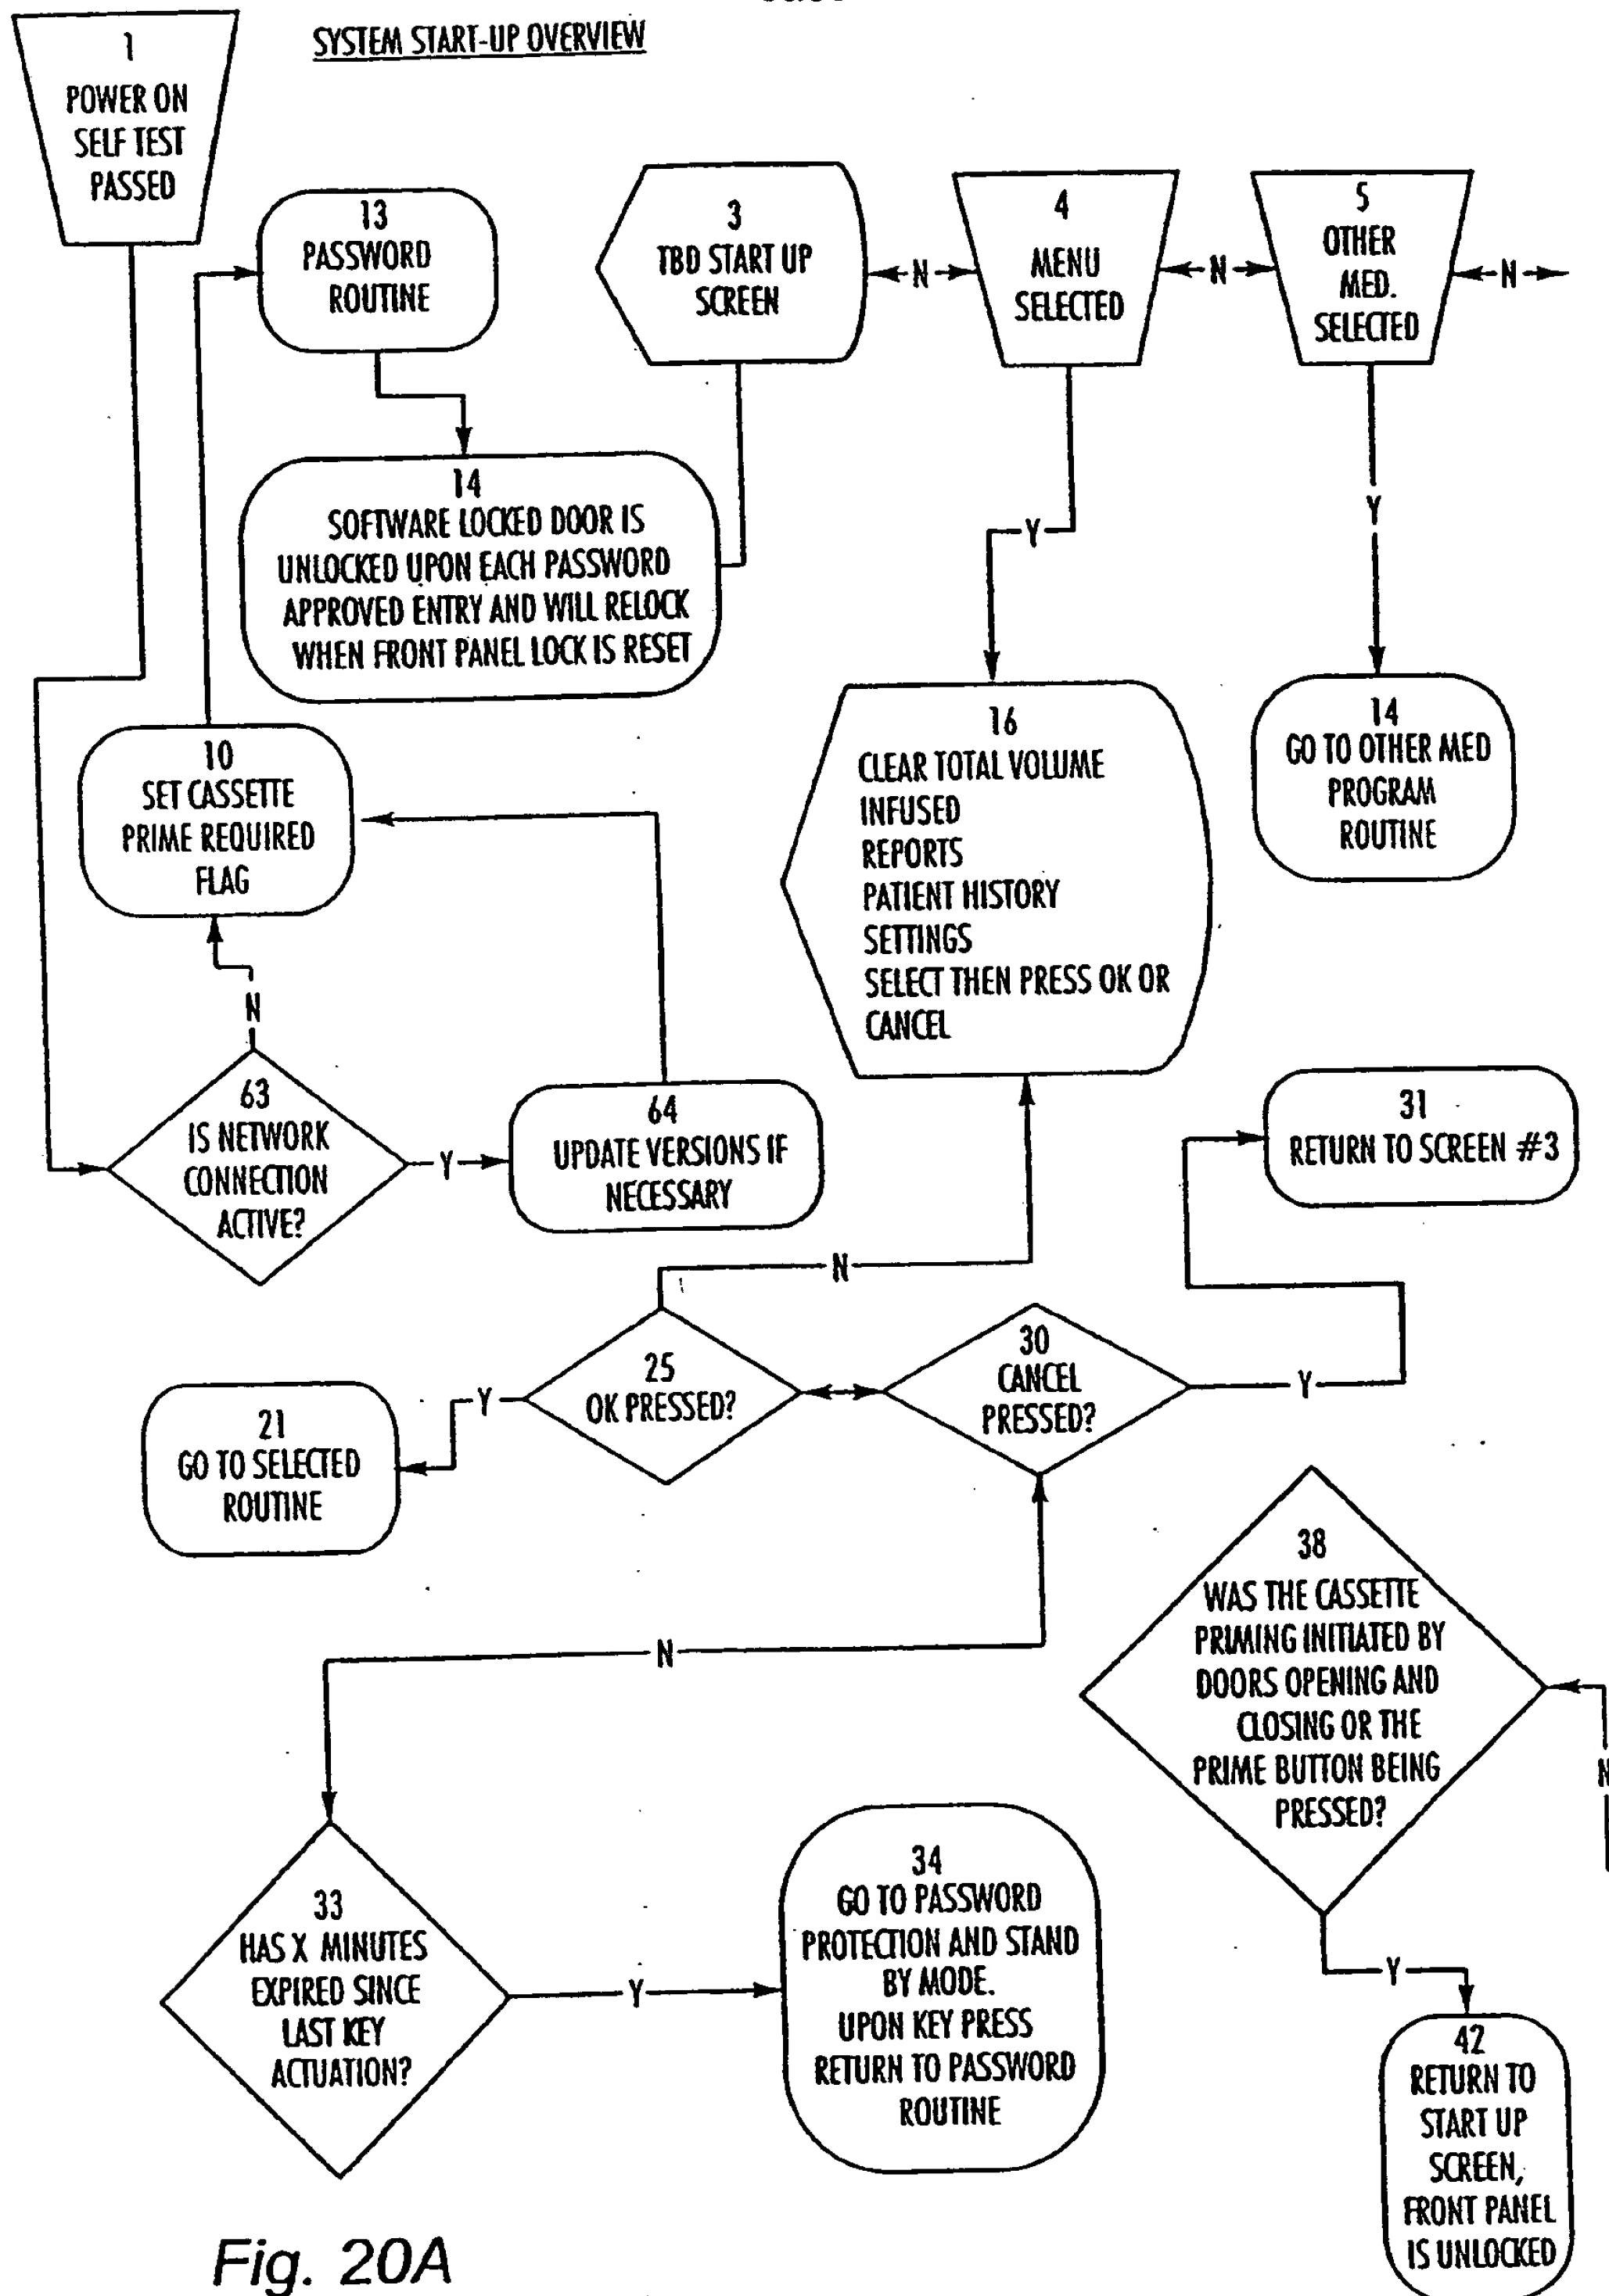 SYSTEM START-UP OVERVIEW
1
POWER ON
SELF TEST
PASSED
13
PASSWORD
ROUTINE
3
TBD START UP
SCREEN
N
4
MENU
SELECTED
N
5
OTHER
MED.
SELECTED
N
14
SOFTWARE LOCKED DOOR IS
UNLOCKED UPON EACH PASSWORD
APPROVED ENTRY AND WILL RELOCK
WHEN FRONT PANEL LOCK IS RESET
Y
Y
10
SET CASSETTE
PRIME REQUIRED
FLAG
16
CLEAR TOTAL VOLUME
INFUSED
REPORTS
PATIENT HISTORY
SETTINGS
SELECT THEN PRESS OK OR
CANCEL
14
GO TO OTHER MED
PROGRAM
ROUTINE
N
63
IS NETWORK
CONNECTION
ACTIVE?
Y
64
UPDATE VERSIONS IF
NECESSARY
31
RETURN TO SCREEN #3
N
25
OK PRESSED?
30
CANCEL
PRESSED?
Y
Y
21
GO TO SELECTED
ROUTINE
N
38
WAS THE CASSETTE
PRIMING INITIATED BY
DOORS OPENING AND
CLOSING OR THE
PRIME BUTTON BEING
PRESSED?
N
33
HAS X MINUTES
EXPIRED SINCE
LAST KEY
ACTUATION?
Y
34
GO TO PASSWORD
PROTECTION AND STAND
BY MODE.
UPON KEY PRESS
RETURN TO PASSWORD
ROUTINE
Y
42
RETURN TO
START UP
SCREEN,
FRONT PANEL
IS UNLOCKED
Fig. 20A